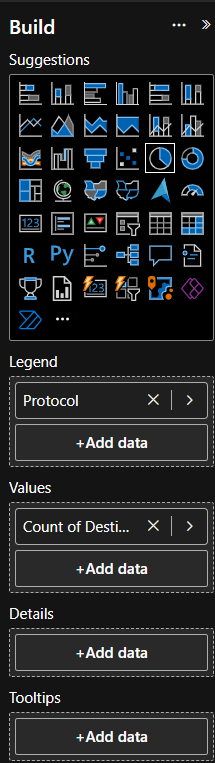 Build
Suggestions
123
R
Py
123
Legend
Protocol
+Add data
Values
Count of Desti...
+Add data
Details
+Add data
Tooltips
+Add data